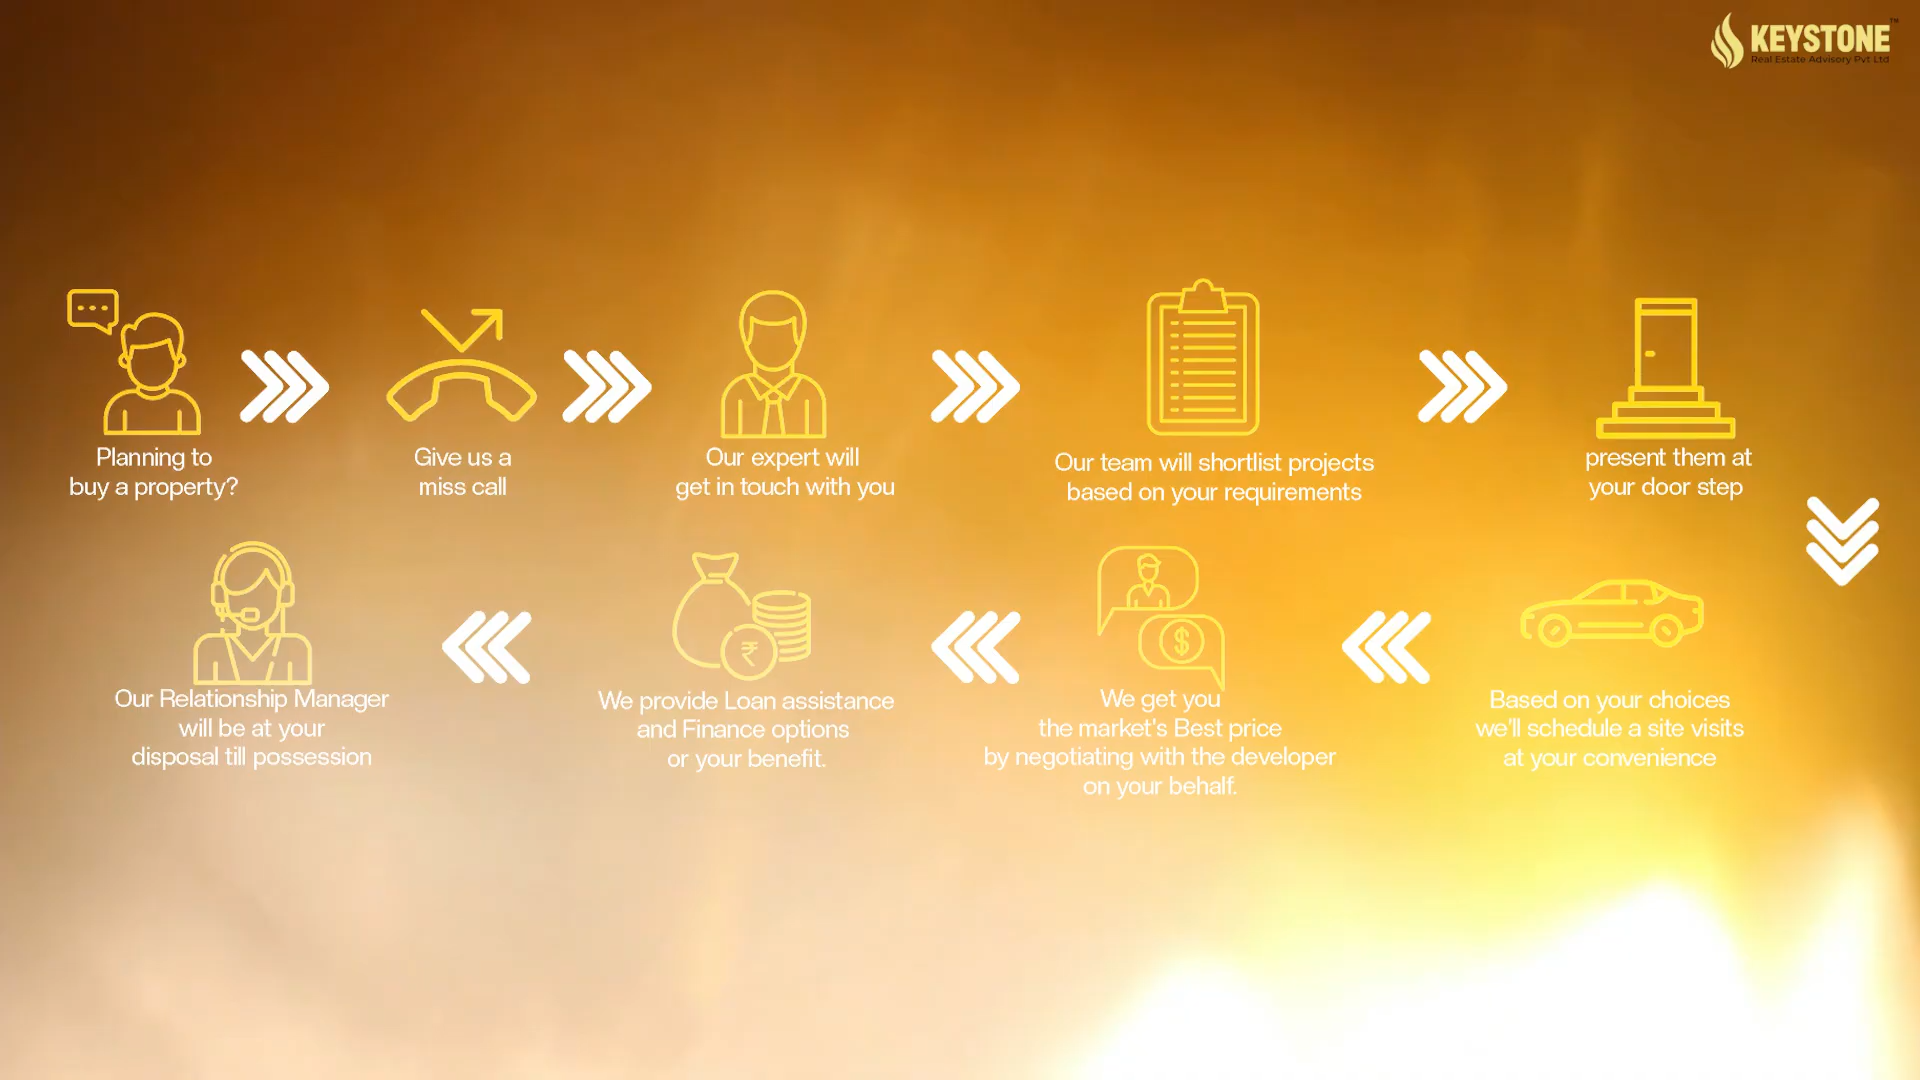 KEYSTONE
TM
Real Estate Advisory Pvt Ltd
Planning to
buy a property?
Give us a
miss call
Our expert will
get in touch with you
Our team will shortlist projects
based on your requirements
present them at
your door step
Based on your choices
we'll schedule a site visits
at your convenience
$
We get you
the market's Best price
by negotiating with the developer
on your behalf.
₹
We provide Loan assistance
and Finance options
or your benefit.
Our Relationship Manager
will be at your
disposal till possession